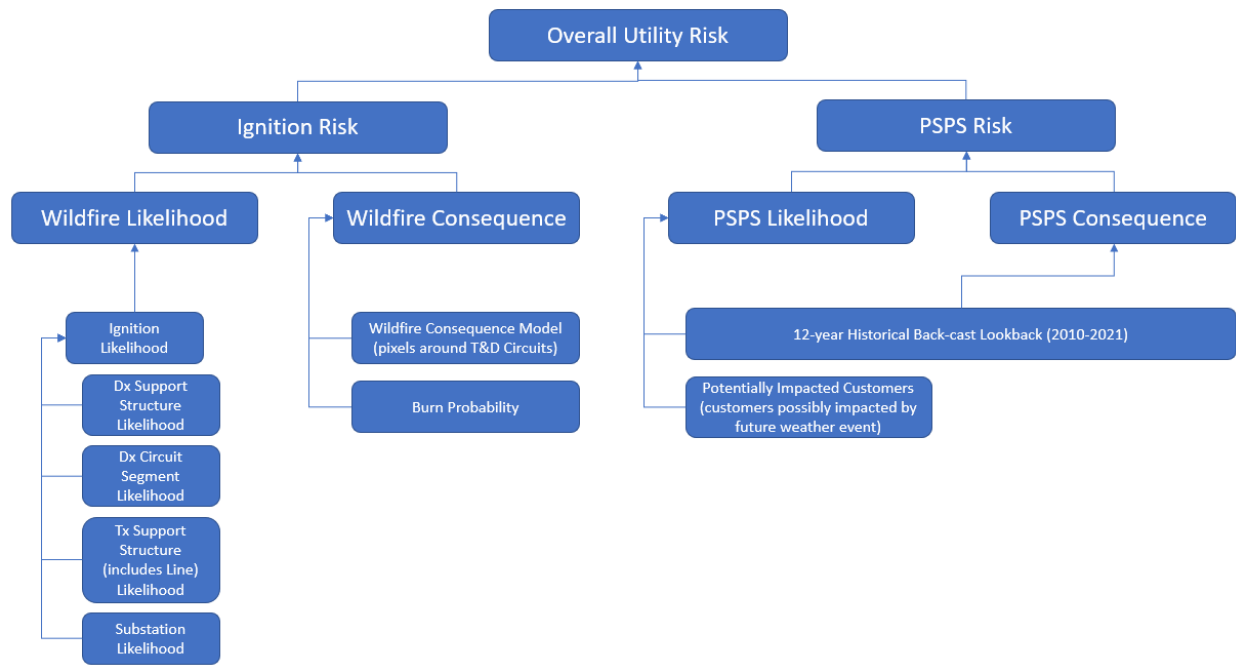 Overall Utility Risk
Ignition Risk
PSPS Risk
Wildfire Likelihood
Wildfire Consequence
PSPS Likelihood
PSPS Consequence
Ignition
Likelihood
Wildfire Consequence Model
(pixels around T&D Circuits)
12-year Historical Back-cast Lookback (2010-2021)
Dx Support
Structure
Likelihood
Burn Probability
Potentially Impacted Customers
(customers possibly impacted by
future weather event)
Dx Circuit
Segment
Likelihood
Tx Support
Structure
(includes Line)
Likelihood
Substation
Likelihood